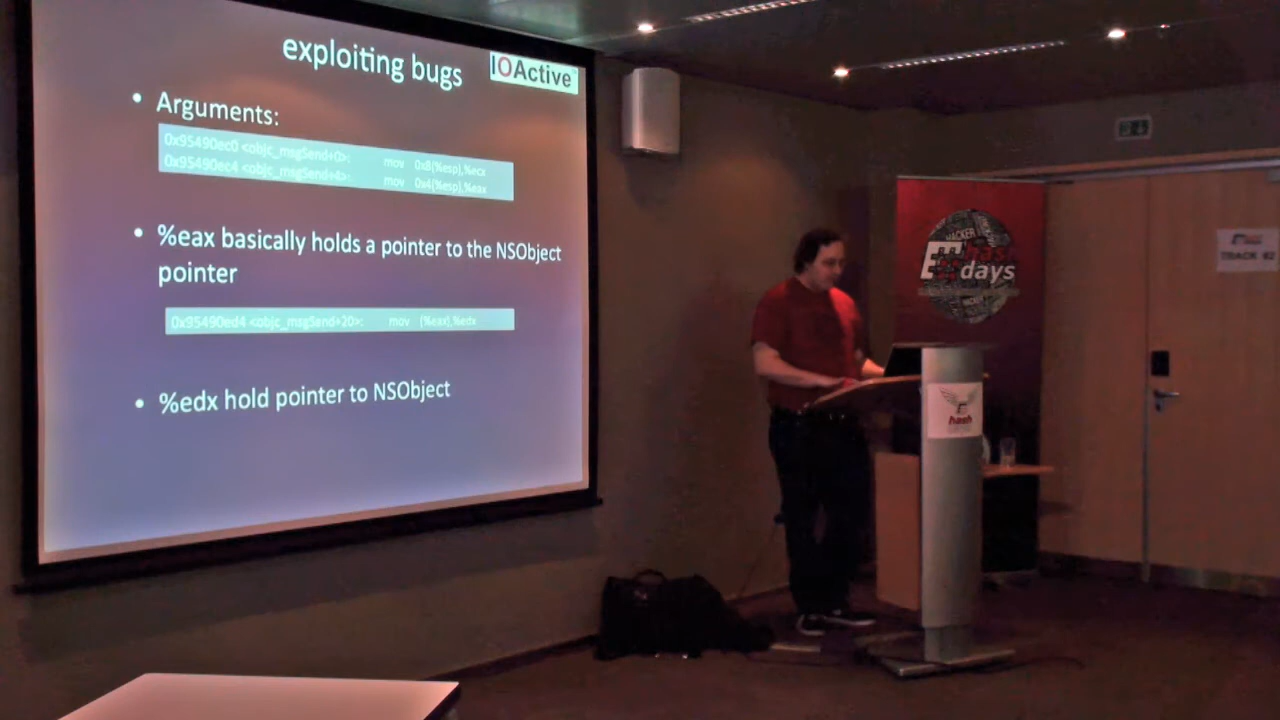 exploiting bugs
IOActive
• Arguments:
0x95490ec0 <objc_msgSend+0>: mov 0x8(%esp),%ecx
0x95490ec4 <objc_msgSend+4>: mov 0x4(%esp),%eax
• %eax basically holds a pointer to the NSObject
pointer
0x95490ed4 <objc_msgSend+20>: mov (%eax),%edx
• %edx hold pointer to NSObject
HACKER
days
hash
TRACK #2